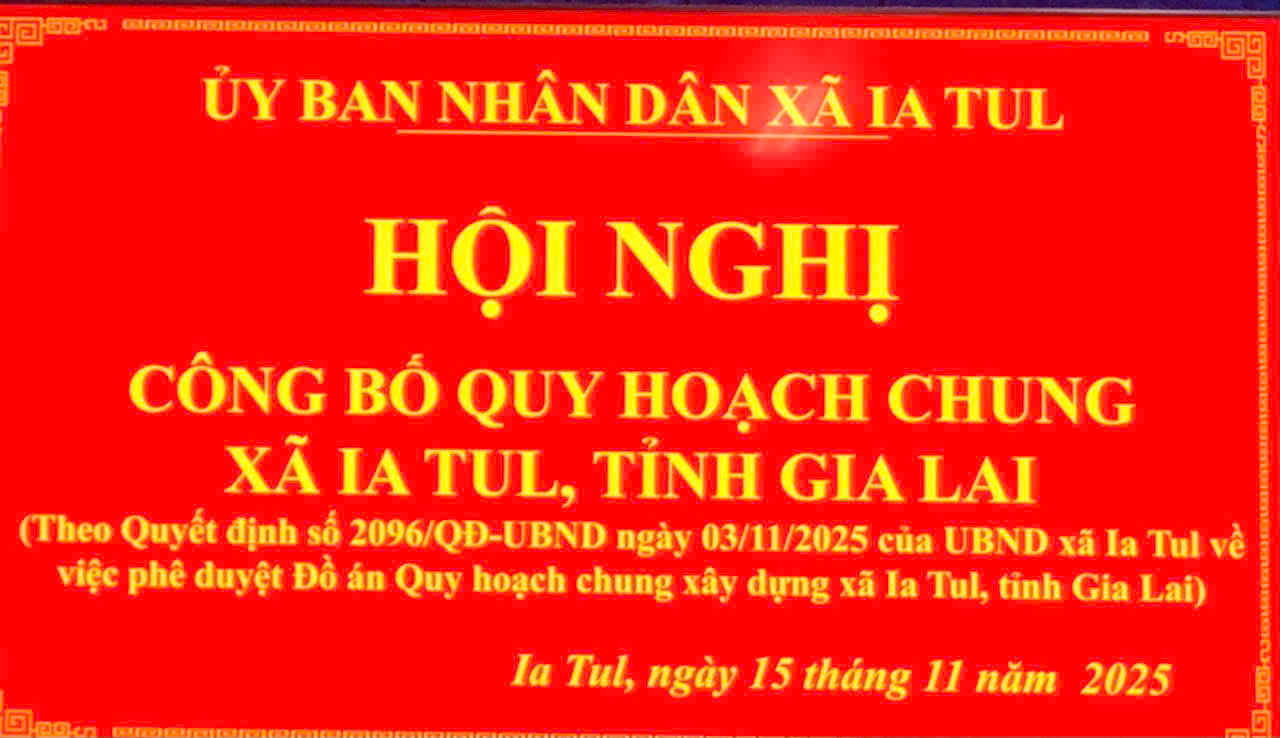 ỦY BAN NHÂN DÂN XÃ IA TUL
HỘI NGHỊ
CÔNG BỐ QUY HOẠCH CHUNG
XÃ IA TUL, TỈNH GIA LAI
(Theo Quyết định số 2096/QĐ-UBND ngày 03/11/2025 của UBND xã Ia Tul về
việc phê duyệt Đồ án Quy hoạch chung xây dựng xã Ia Tul, tỉnh Gia Lai)
Ia Tul, ngày 15 tháng 11 năm 2025